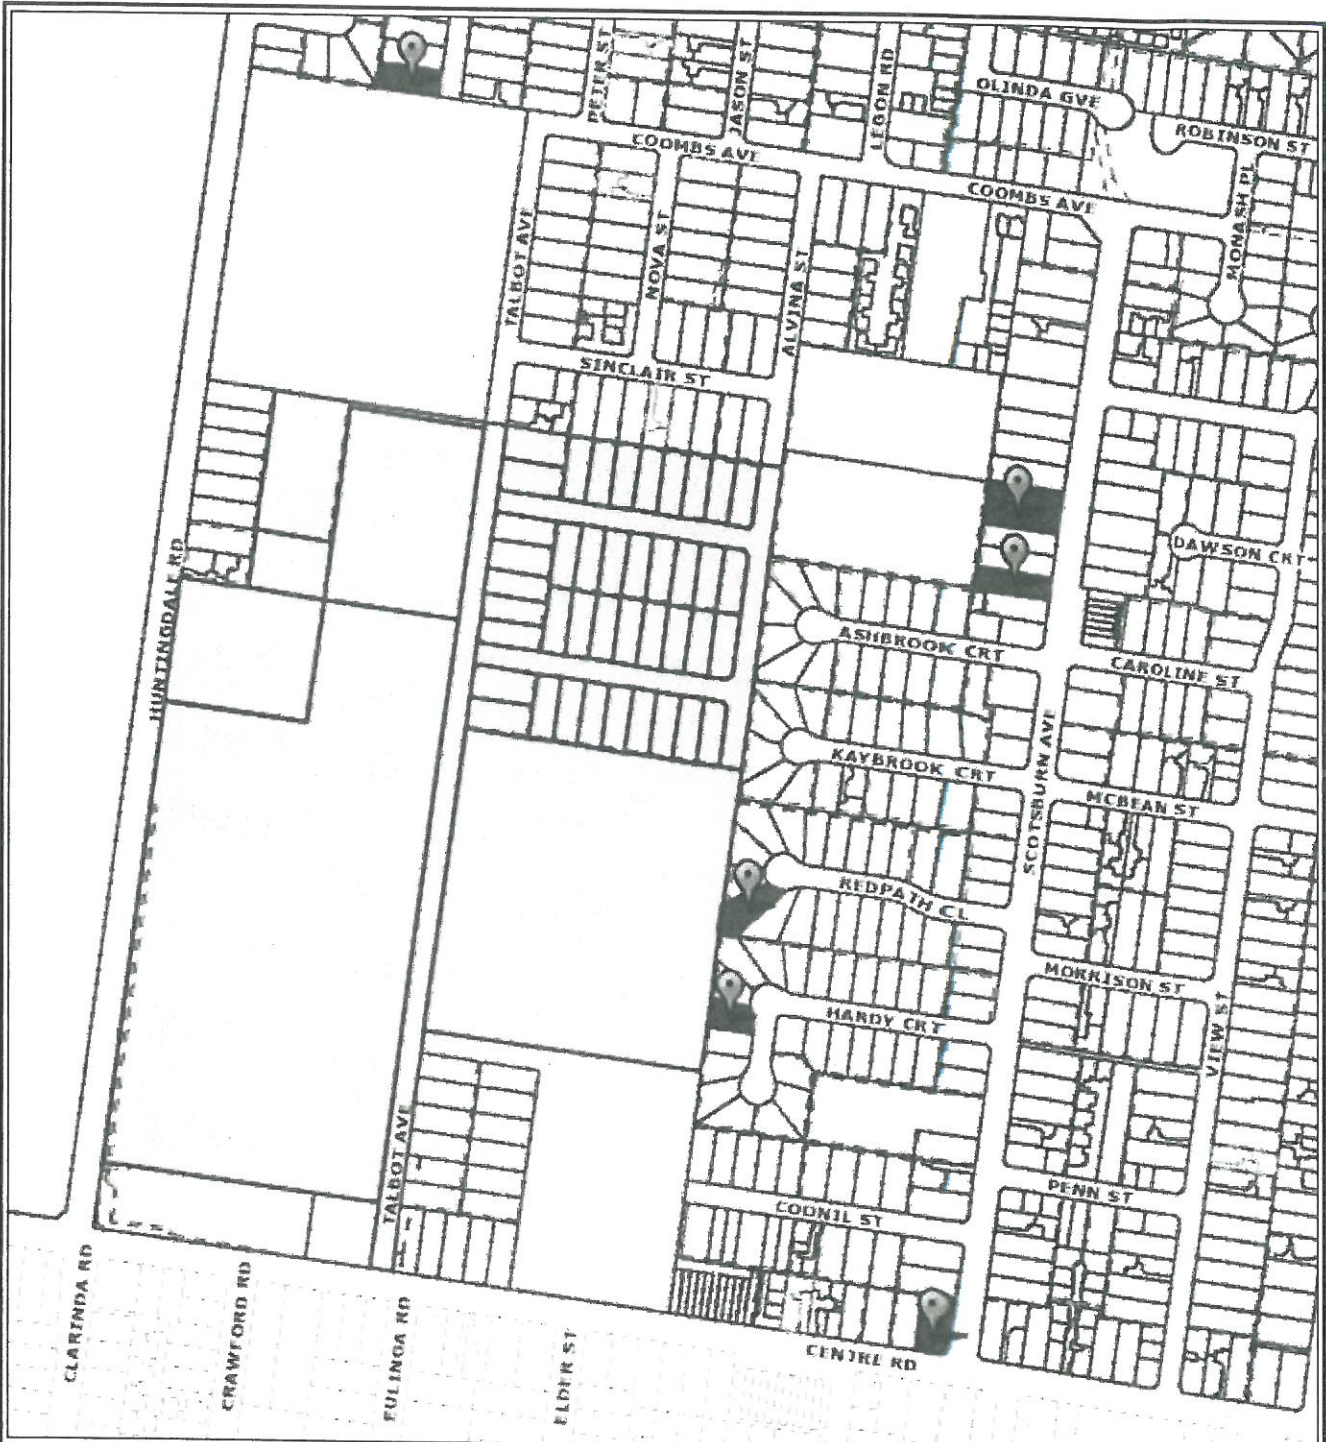 PETER ST
JASON ST
LEGON RD
OLINDA GVE
ROBINSON ST
COOMBS AVE
COOMBS AVE
MONASH PL
TALBOT AVE
NOVA ST
ALVINA ST
SINCLAIR ST
HUNTINGDALE RD
DAWSON CRT
ASHBROOK CRT
CAROLINE ST
KAYBROOK CRT
SCOTSBURN AVE
MCBEAN ST
REDPATH CL
MORRISON ST
HARDY CRT
VIEW ST
TALBOT AVE
PENN ST
COONIL ST
CLARINDA RD
CRAWFORD RD
EULINGA RD
ELDER ST
CENTRE RD